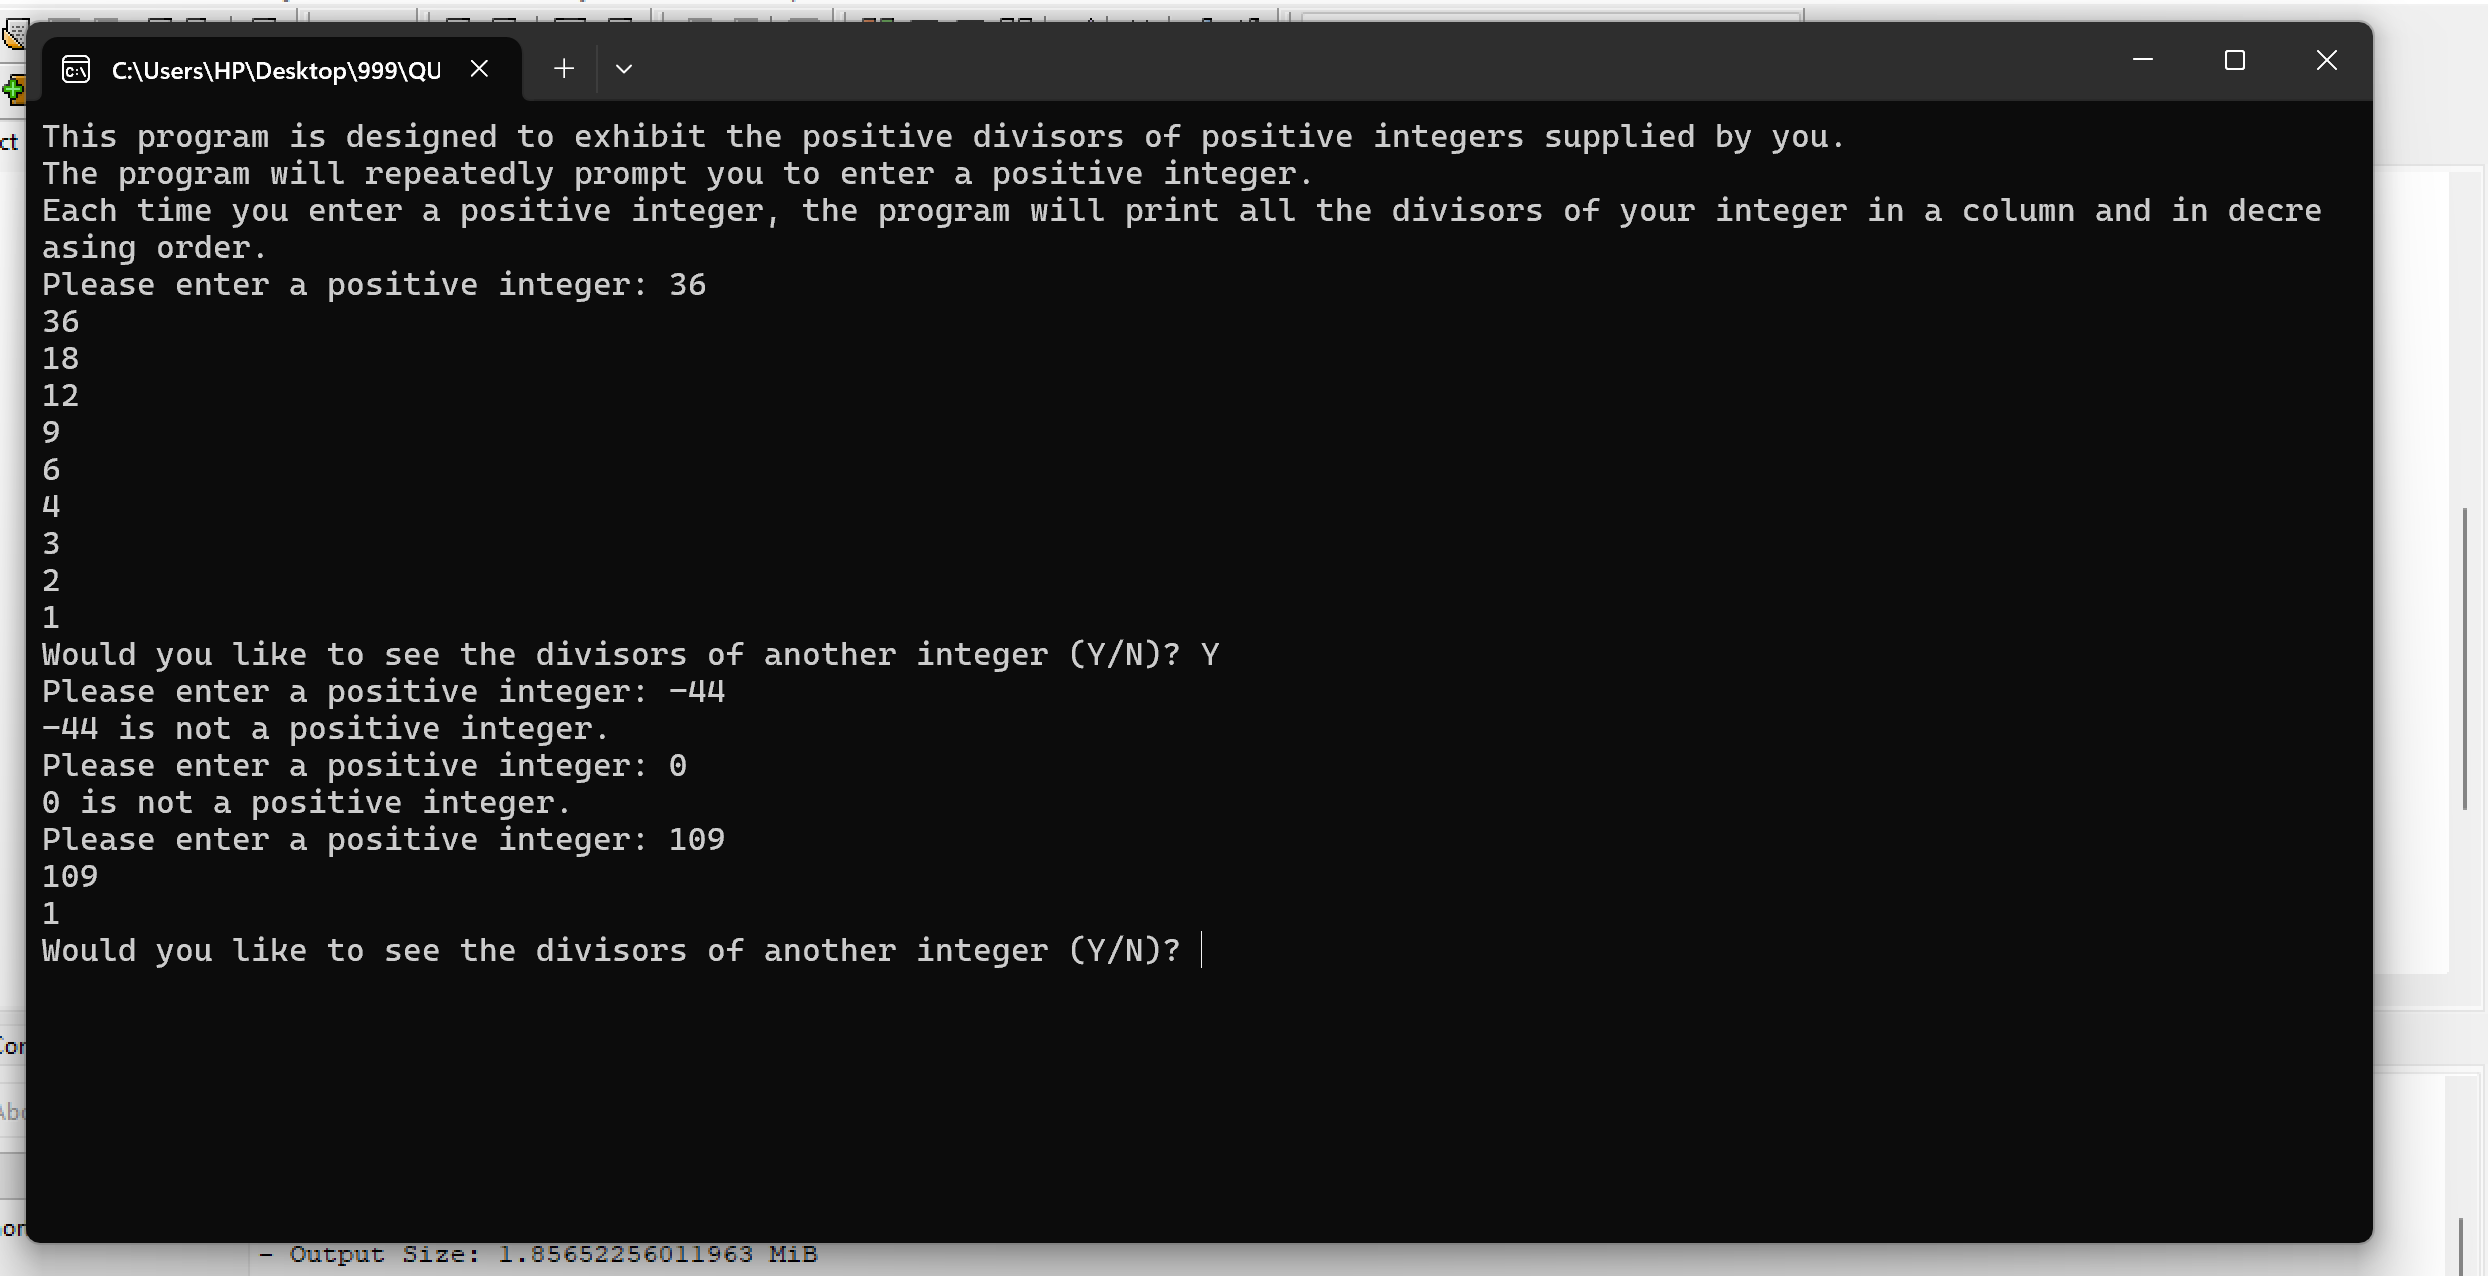 C:\Users\HP\Desktop\999\QU
This program is designed to exhibit the positive divisors of positive integers supplied by you.
The program will repeatedly prompt you to enter a positive integer.
Each time you enter a positive integer, the program will print all the divisors of your integer in a column and in decre
asing order.
Please enter a positive integer: 36
36
18
12
9
6
4
3
2
1
Would you like to see the divisors of another integer (Y/N)? Y
Please enter a positive integer: -44
-44 is not a positive integer.
Please enter a positive integer: 0
0 is not a positive integer.
Please enter a positive integer: 109
109
1
Would you like to see the divisors of another integer (Y/N)?
- Output Size: 1.85652256011963 MiB